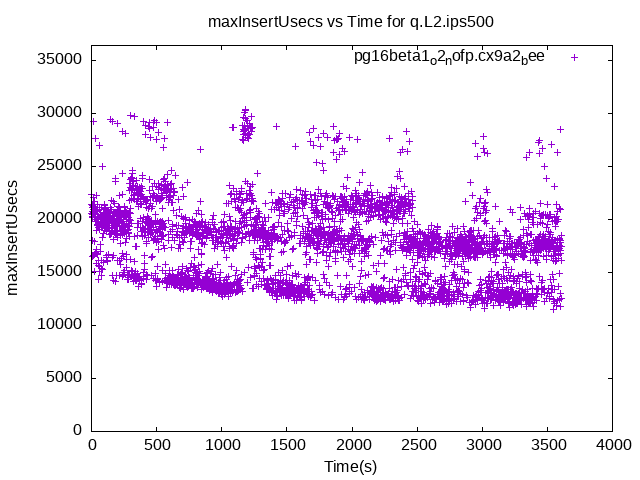 maxInsertUsecs vs Time for q.L2.ips500
pg16beta1o2nofp.cx9a2bee
35000
30000
25000
20000
15000
10000
5000
0
maxInsertUsecs
0 500 1000 1500 2000 2500 3000 3500 4000
Time(s)